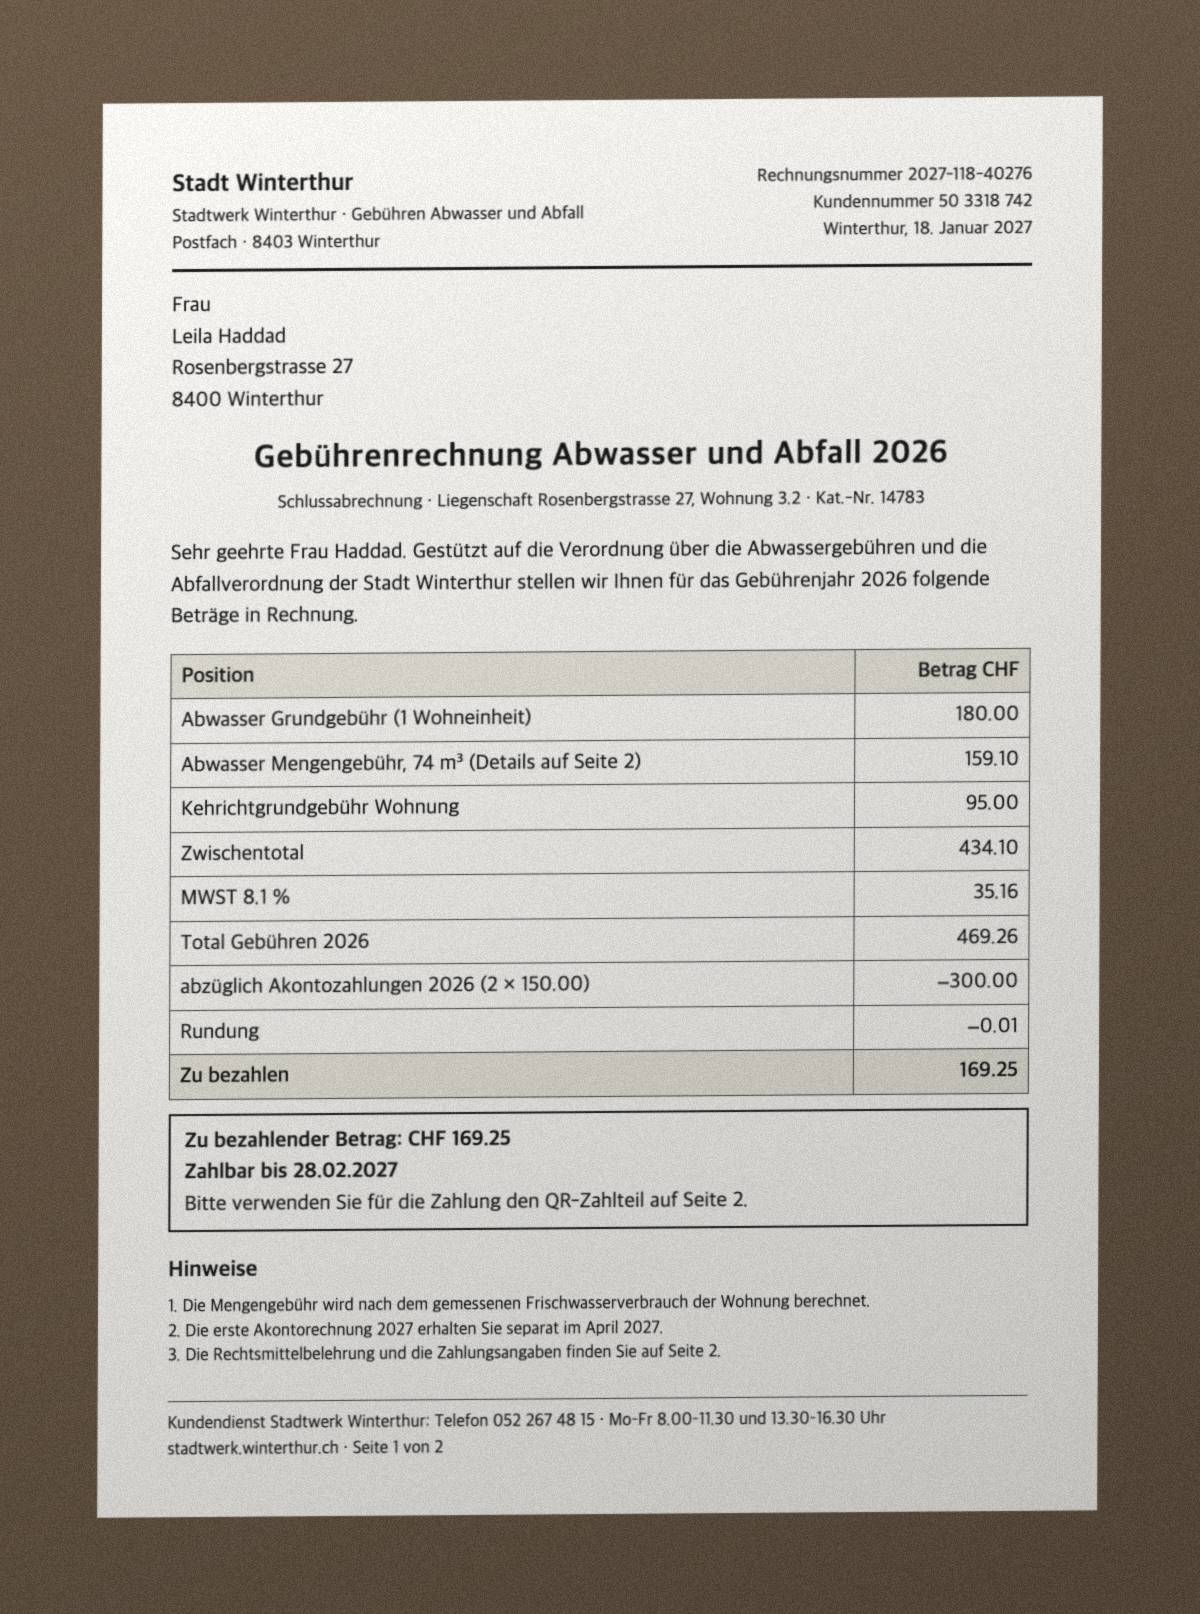 Stadt Winterthur
Stadtwerk Winterthur · Gebühren Abwasser und Abfall
Postfach · 8403 Winterthur
Rechnungsnummer 2027-118-40276
Kundennummer 50 3318 742
Winterthur, 18. Januar 2027
Frau
Leila Haddad
Rosenbergstrasse 27
8400 Winterthur
Gebührenrechnung Abwasser und Abfall 2026
Schlussabrechnung · Liegenschaft Rosenbergstrasse 27, Wohnung 3.2 · Kat.-Nr. 14783
Sehr geehrte Frau Haddad. Gestützt auf die Verordnung über die Abwassergebühren und die
Abfallverordnung der Stadt Winterthur stellen wir Ihnen für das Gebührenjahr 2026 folgende
Beträge in Rechnung.
Position Betrag CHF
Abwasser Grundgebühr (1 Wohneinheit) 180.00
Abwasser Mengengebühr, 74 m³ (Details auf Seite 2) 159.10
Kehrichtgrundgebühr Wohnung 95.00
Zwischentotal 434.10
MWST 8.1 % 35.16
Total Gebühren 2026 469.26
abzüglich Akontozahlungen 2026 (2 × 150.00) −300.00
Rundung −0.01
Zu bezahlen 169.25
Zu bezahlender Betrag: CHF 169.25
Zahlbar bis 28.02.2027
Bitte verwenden Sie für die Zahlung den QR-Zahlteil auf Seite 2.
Hinweise
1. Die Mengengebühr wird nach dem gemessenen Frischwasserverbrauch der Wohnung berechnet.
2. Die erste Akontorechnung 2027 erhalten Sie separat im April 2027.
3. Die Rechtsmittelbelehrung und die Zahlungsangaben finden Sie auf Seite 2.
Kundendienst Stadtwerk Winterthur: Telefon 052 267 48 15 · Mo-Fr 8.00-11.30 und 13.30-16.30 Uhr
stadtwerk.winterthur.ch · Seite 1 von 2